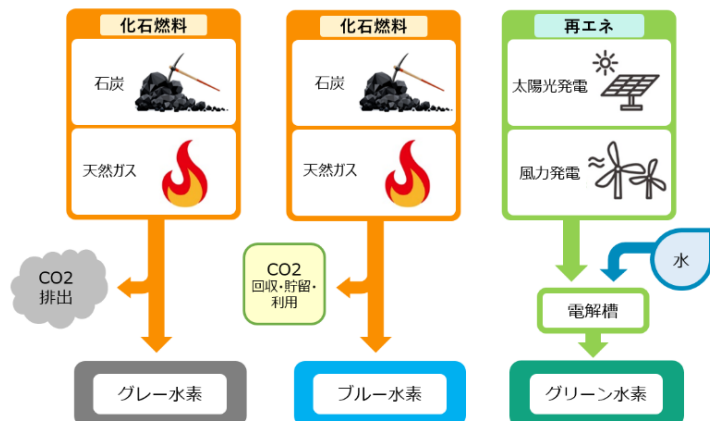 化石燃料
石炭
天然ガス
CO2
排出
グレー水素
化石燃料
石炭
天然ガス
CO2
回収・貯留・
利用
ブルー水素
再エネ
太陽光発電
風力発電
水
電解槽
グリーン水素